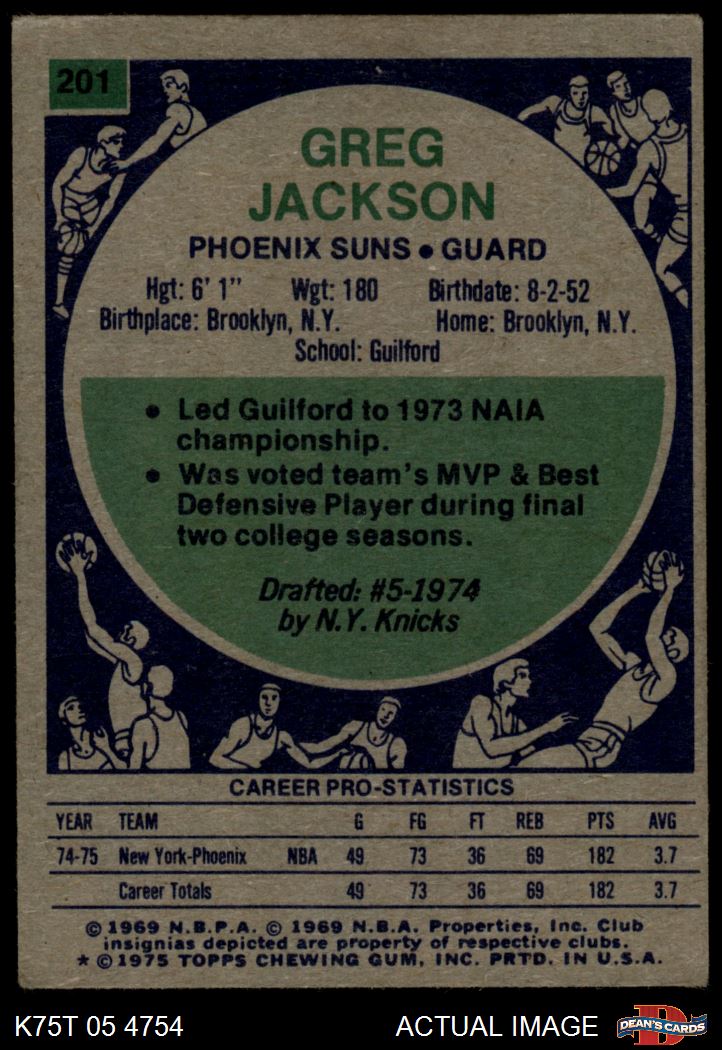 201
GREG
JACKSON
PHOENIX SUNS • GUARD
Hgt: 6' 1" Wgt: 180 Birthdate: 8-2-52
Birthplace: Brooklyn, N.Y. Home: Brooklyn, N.Y.
School: Guilford
• Led Guilford to 1973 NAIA
championship.
• Was voted team's MVP & Best
Defensive Player during final
two college seasons.
Drafted: #5-1974
by N.Y. Knicks
CAREER PRO-STATISTICS
YEAR TEAM G FG FT REB PTS AVG
74-75 New York-Phoenix NBA 49 73 36 69 182 3.7
Career Totals 49 73 36 69 182 3.7
© 1969 N.B.P.A. © 1969 N.B.A. Properties, Inc. Club
insignias depicted are property of respective clubs.
* © 1975 TOPPS CHEWING GUM, INC. PRTD. IN U.S.A.
K75T 05 4754 ACTUAL IMAGE
D
DEAN'S CARDS